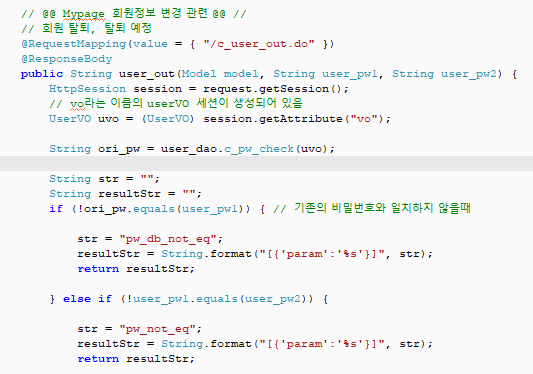 // @@ Mypage 회원정보 변경 관련 @@ //
// 회원 탈퇴, 탈퇴 예정
@RequestMapping(value = { "/c_user_out.do" })
@ResponseBody
public String user_out(Model model, String user_pw1, String user_pw2) {
HttpSession session = request.getSession();
// vo라는 이름의 userVO 세션이 생성되어 있음
UserVO uvo = (UserVO) session.getAttribute("vo");
String ori_pw = user_dao.c_pw_check(uvo);
String str = "";
String resultStr = "";
if (!ori_pw.equals(user_pw1)) { // 기존의 비밀번호와 일치하지 않을때
str = "pw_db_not_eq";
resultStr = String.format("[{'param':'%s'}]", str);
return resultStr;
} else if (!user_pw1.equals(user_pw2)) {
str = "pw_not_eq";
resultStr = String.format("[{'param':'%s'}]", str);
return resultStr;